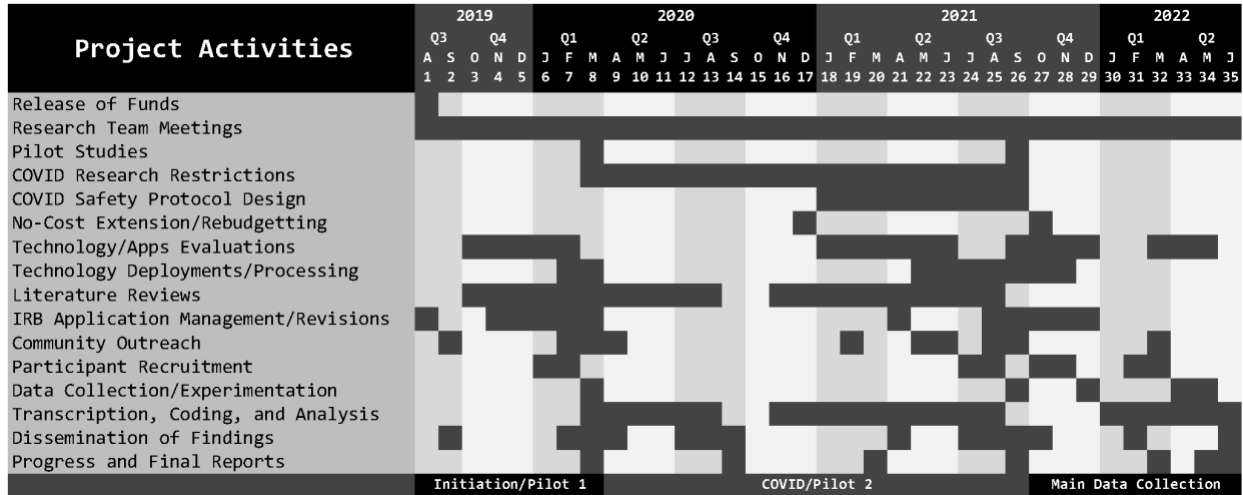 2019 2020 2021 2022
Project Activities
Q3 Q4 Q1 Q2 Q3 Q4 Q1 Q2 Q3 Q4 Q1 Q2
A S O N D J F M A M J J A S O N D J F M A M J J A S O N D J F M A M J
1 2 3 4 5 6 7 8 9 10 11 12 13 14 15 16 17 18 19 20 21 22 23 24 25 26 27 28 29 30 31 32 33 34 35
Release of Funds
Research Team Meetings
Pilot Studies
COVID Research Restrictions
COVID Safety Protocol Design
No-Cost Extension/Rebudgetting
Technology/Apps Evaluations
Technology Deployments/Processing
Literature Reviews
IRB Application Management/Revisions
Community Outreach
Participant Recruitment
Data Collection/Experimentation
Transcription, Coding, and Analysis
Dissemination of Findings
Progress and Final Reports
Initiation/Pilot 1 COVID/Pilot 2 Main Data Collection